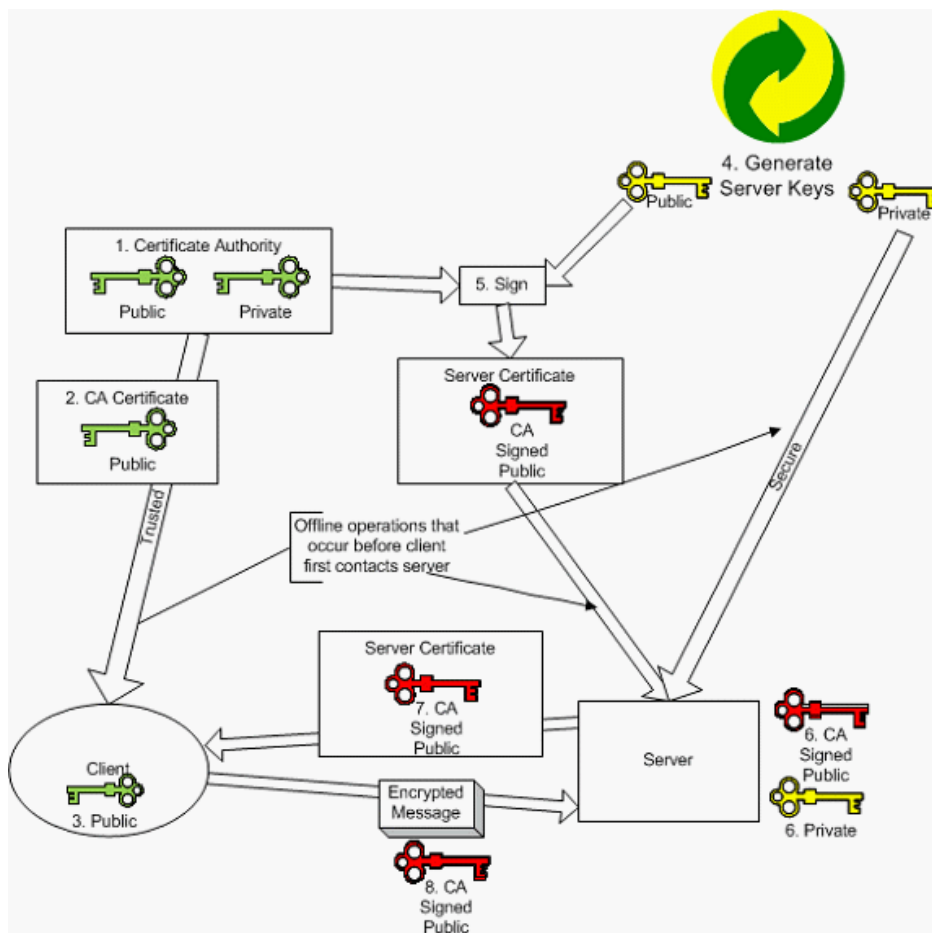 4. Generate
Server Keys
Public
Private
1. Certificate Authority
Public
Private
5. Sign
2. CA Certificate
Public
Server Certificate
CA
Signed
Public
Trusted
Secure
Offline operations that
occur before client
first contacts server
Server Certificate
7. CA
Signed
Public
Client
3. Public
Server
6. CA
Signed
Public
6. Private
Encrypted
Message
8. CA
Signed
Public